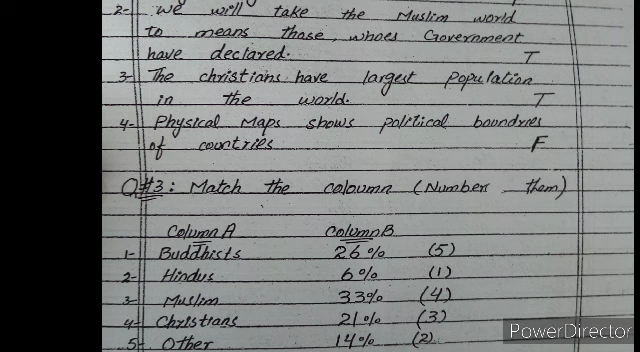 2- We will take the Muslim world
to means those, whoes Government
have declared. T
3- The christians have largest population
in the world. T
4- Physical Maps shows political boundries
of countries F
Q#3: Match the coloumn (Number them)
Column A Column B
1- Buddhists 26% (5)
2- Hindus 6% (1)
3- Muslim 33% (4)
4- Christians 21% (3)
5- Other 14% (2)
PowerDirector